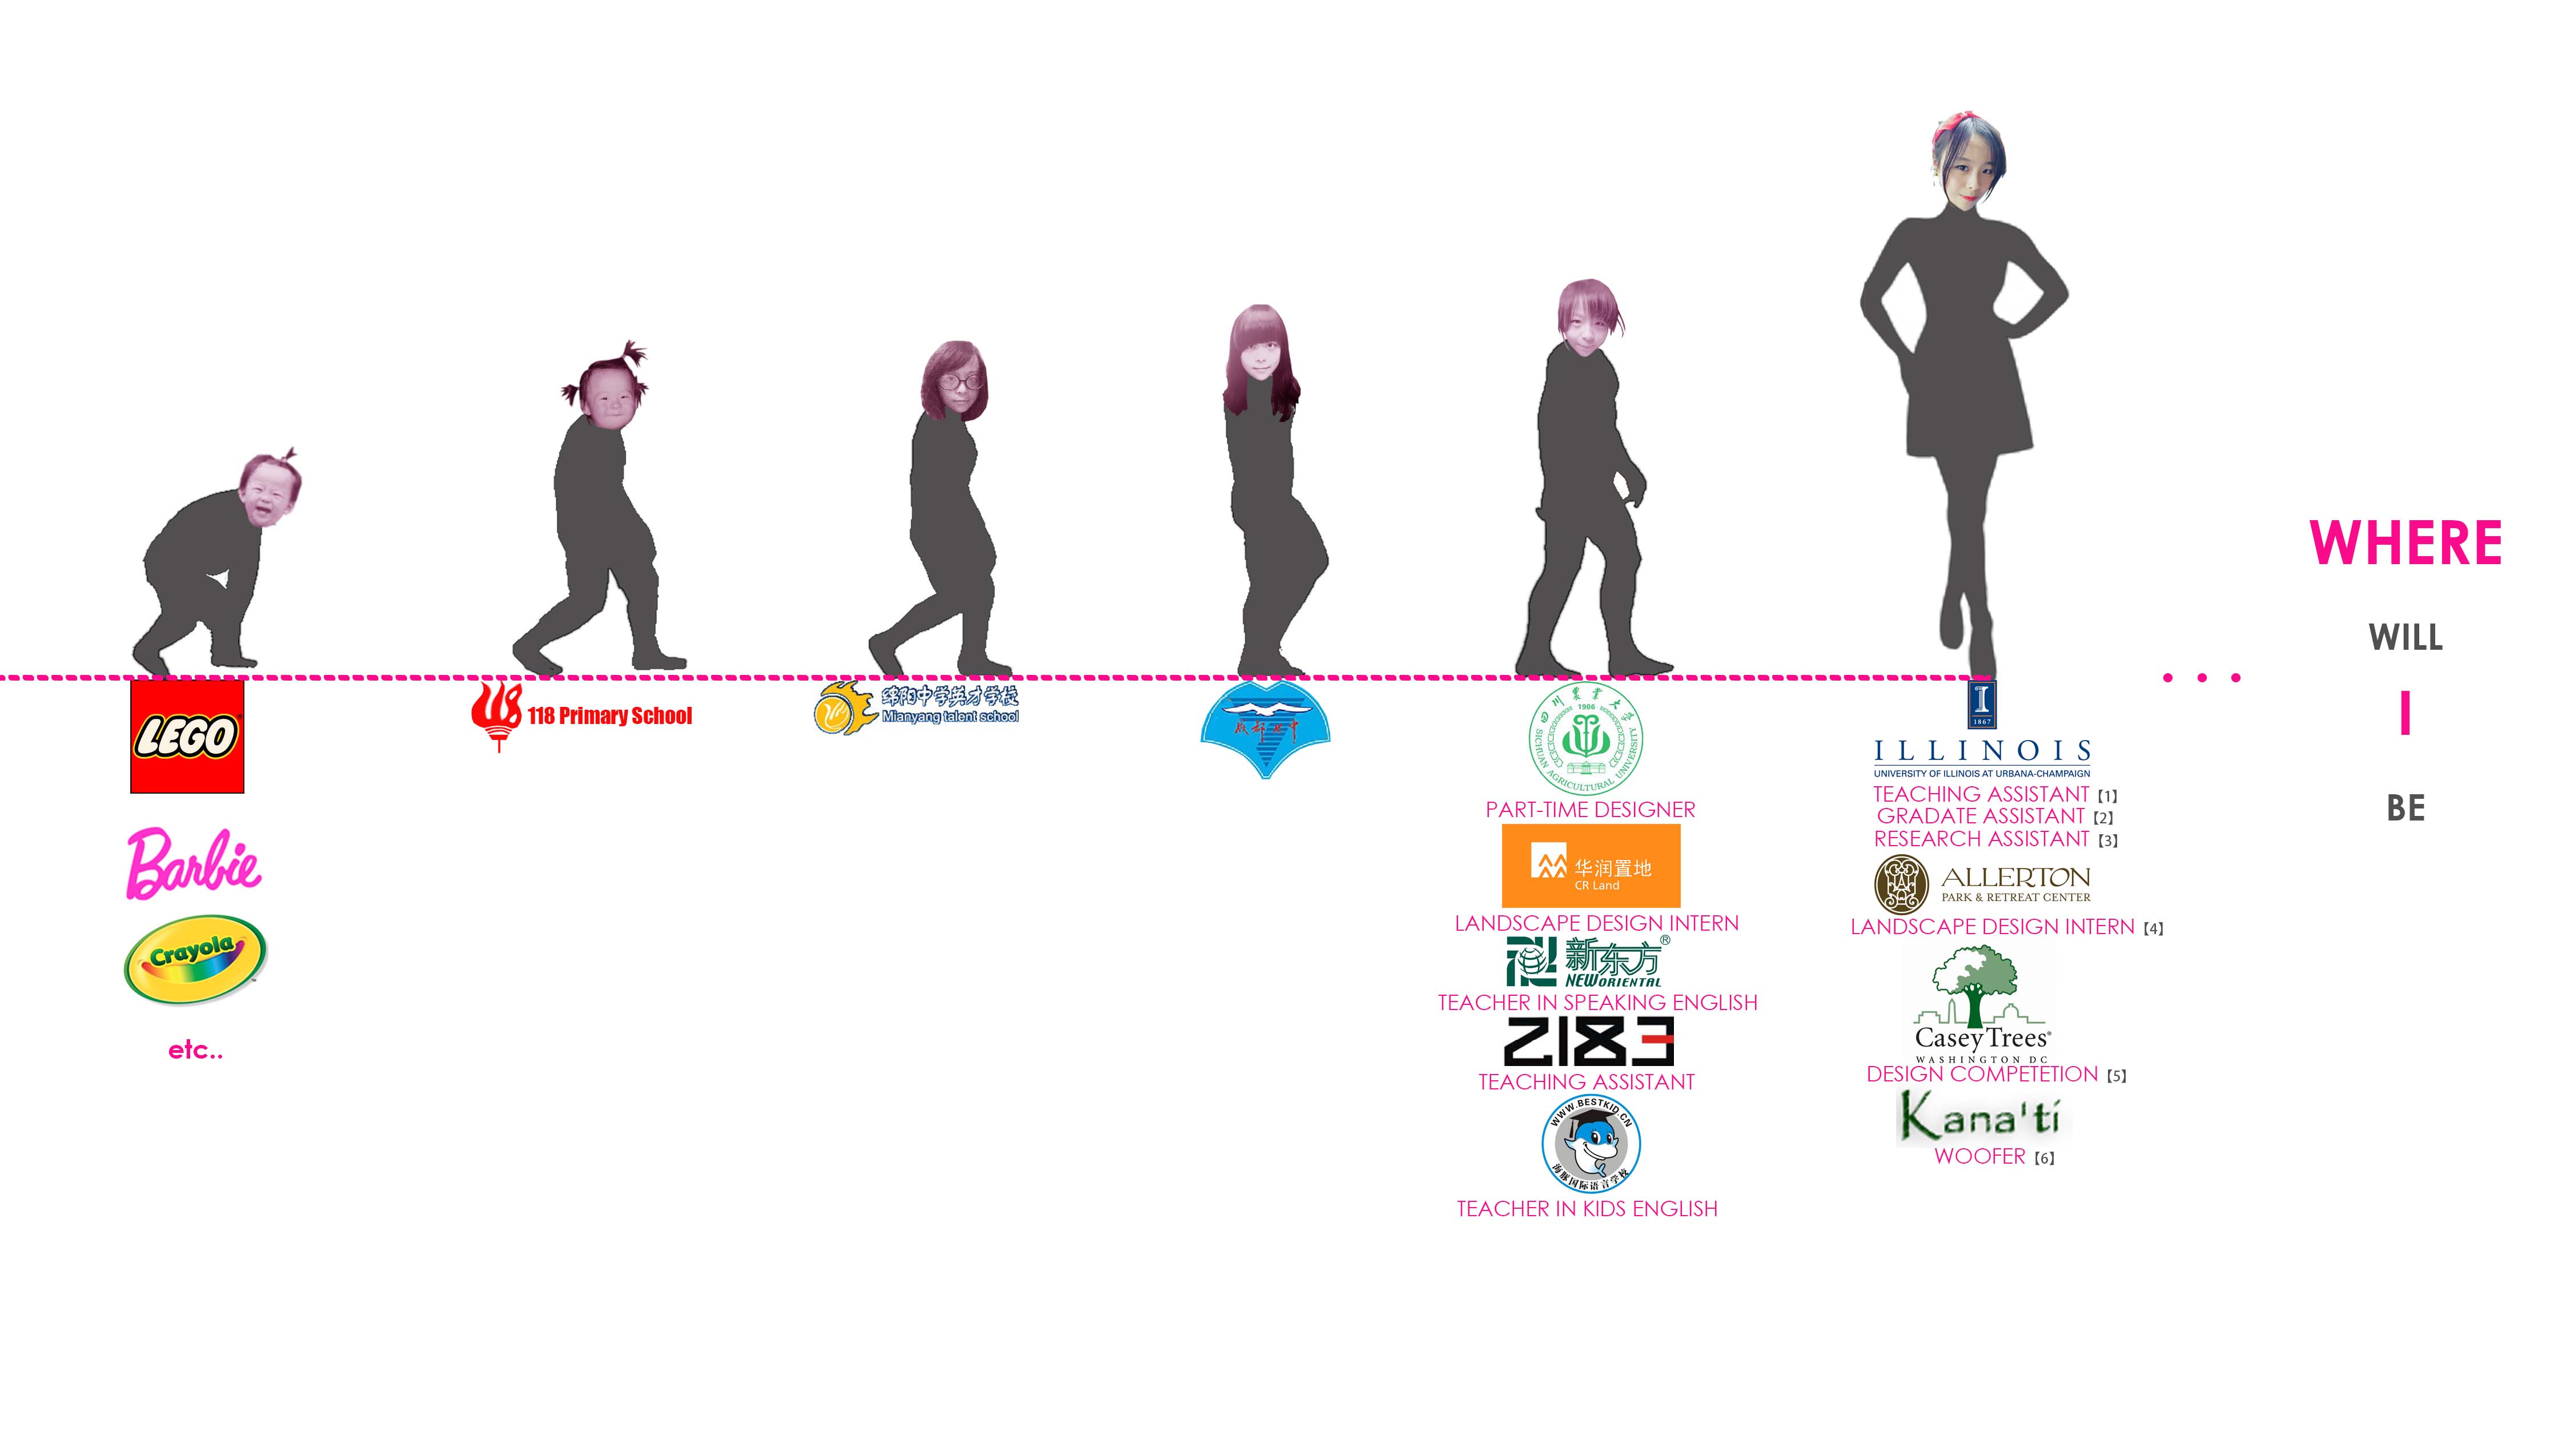 LEGO
Barbie
Crayola
etc..
118 Primary School
绵阳中学英才学校
Mianyang talent school
成都七中
四川农业大学
1906
SICHUAN AGRICULTURAL UNIVERSITY
PART-TIME DESIGNER
华润置地
CR Land
LANDSCAPE DESIGN INTERN
新东方®
NEW ORIENTAL
TEACHER IN SPEAKING ENGLISH
2183
TEACHING ASSISTANT
WWW.BESTKID.CN
海豚国际语言学校
TEACHER IN KIDS ENGLISH
I
1867
ILLINOIS
UNIVERSITY OF ILLINOIS AT URBANA-CHAMPAIGN
TEACHING ASSISTANT【1】
GRADATE ASSISTANT【2】
RESEARCH ASSISTANT【3】
ALLERTON
PARK & RETREAT CENTER
LANDSCAPE DESIGN INTERN【4】
Casey Trees®
WASHINGTON DC
DESIGN COMPETETION【5】
Kana'ti
WOOFER【6】
WHERE
WILL
I
BE